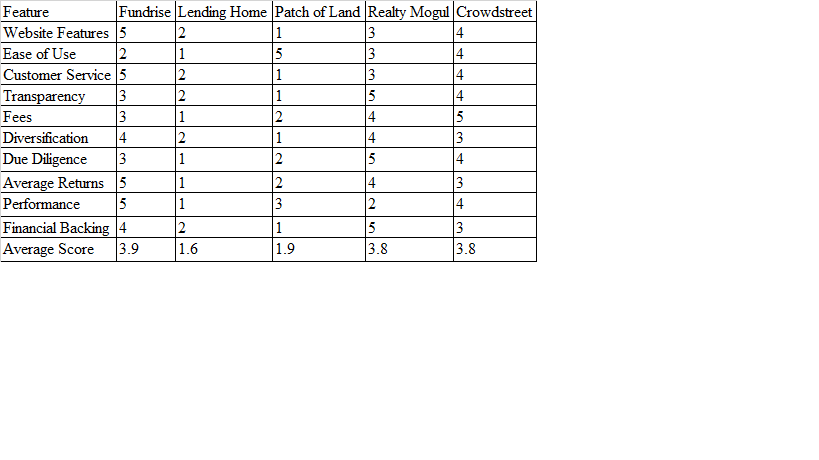 Feature Fundrise Lending Home Patch of Land Realty Mogul Crowdstreet
Website Features 5 2 1 3 4
Ease of Use 2 1 5 3 4
Customer Service 5 2 1 3 4
Transparency 3 2 1 5 4
Fees 3 1 2 4 5
Diversification 4 2 1 4 3
Due Diligence 3 1 2 5 4
Average Returns 5 1 2 4 3
Performance 5 1 3 2 4
Financial Backing 4 2 1 5 3
Average Score 3.9 1.6 1.9 3.8 3.8